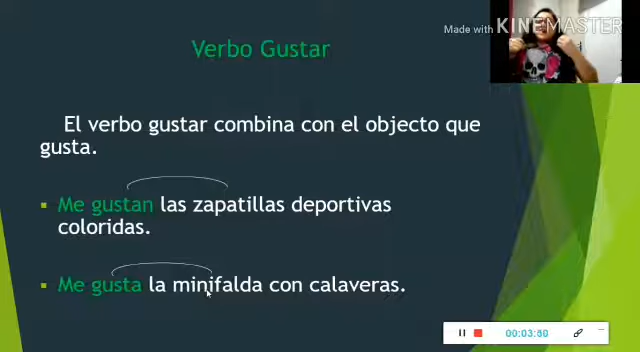 Made with KINEMASTER
Verbo Gustar
El verbo gustar combina con el objecto que
gusta.
Me gustan las zapatillas deportivas
coloridas.
Me gusta la minifalda con calaveras.
00:03:50